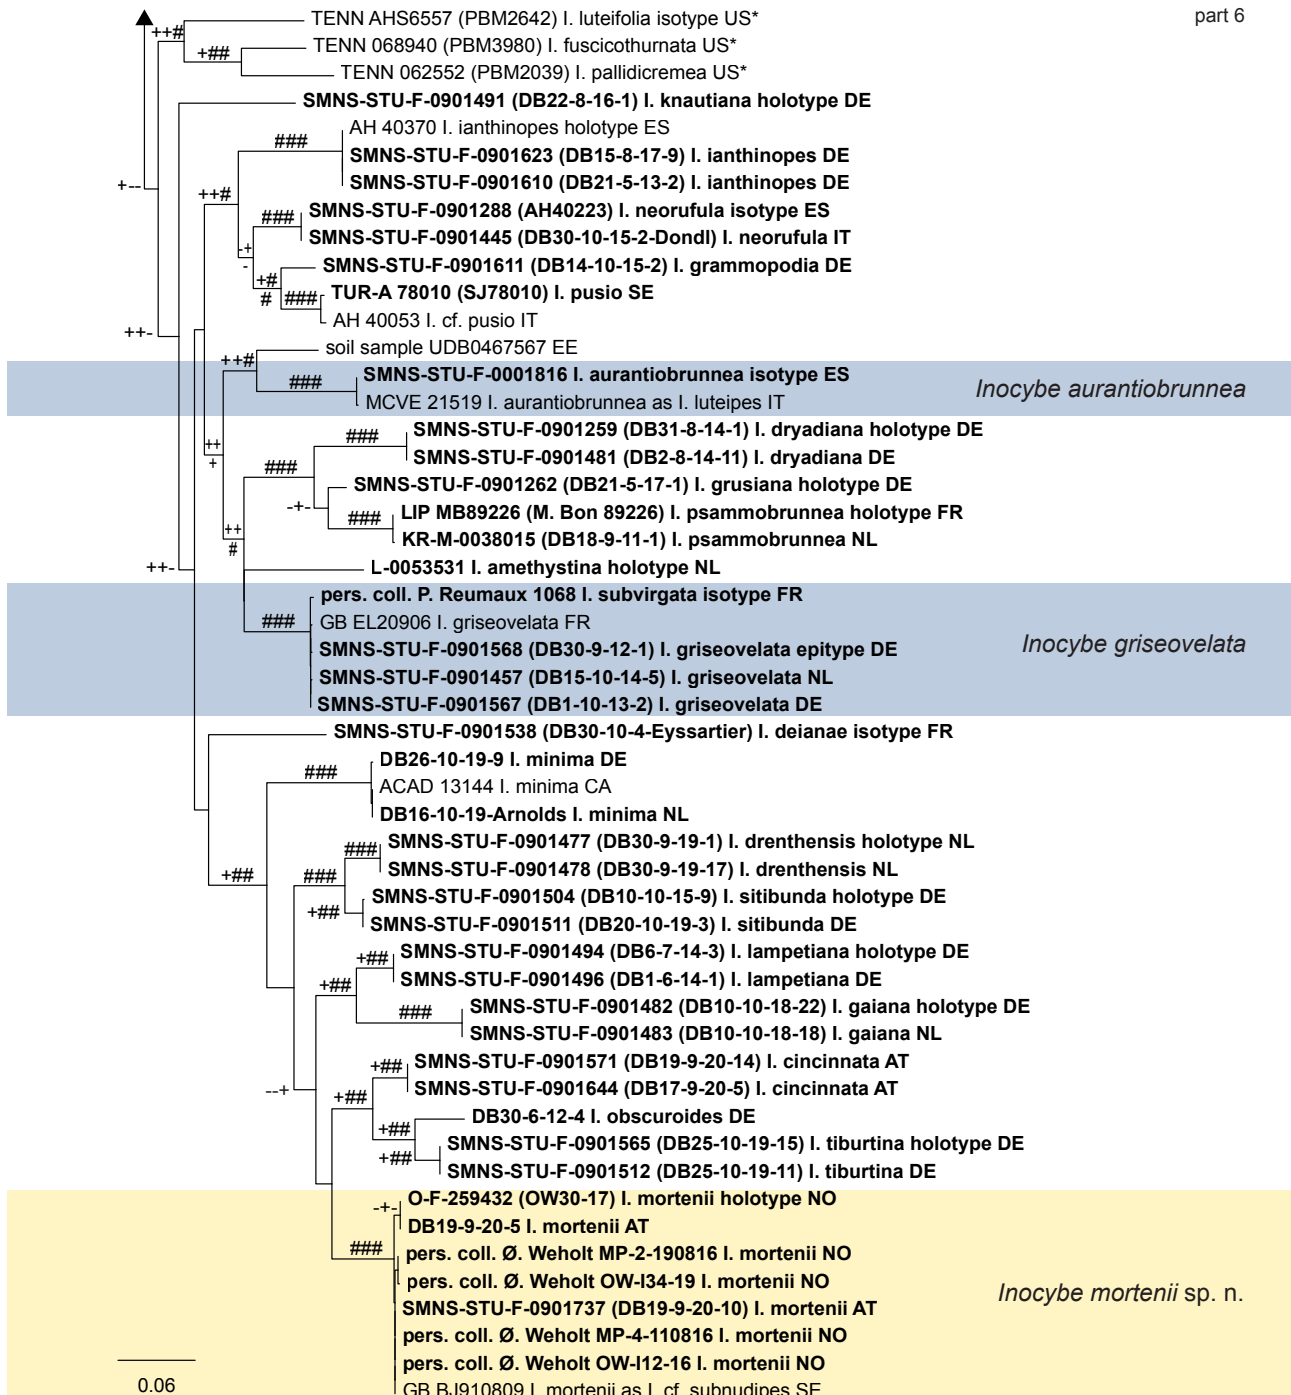 part 6
TENN AHS6557 (PBM2642) I. luteifolia isotype US*
++#
TENN 068940 (PBM3980) I. fuscicothurnata US*
+##
TENN 062552 (PBM2039) I. pallidicremea US*
SMNS-STU-F-0901491 (DB22-8-16-1) I. knautiana holotype DE
AH 40370 I. ianthinopes holotype ES
###
SMNS-STU-F-0901623 (DB15-8-17-9) I. ianthinopes DE
+--
SMNS-STU-F-0901610 (DB21-5-13-2) I. ianthinopes DE
++#
SMNS-STU-F-0901288 (AH40223) I. neorufula isotype ES
###
SMNS-STU-F-0901445 (DB30-10-15-2-Dondl) I. neorufula IT
-+
-
SMNS-STU-F-0901611 (DB14-10-15-2) I. grammopodia DE
+#
#
###
TUR-A 78010 (SJ78010) I. pusio SE
AH 40053 I. cf. pusio IT
++-
soil sample UDB0467567 EE
++#
SMNS-STU-F-0001816 I. aurantiobrunnea isotype ES
###
Inocybe aurantiobrunnea
MCVE 21519 I. aurantiobrunnea as I. luteipes IT
SMNS-STU-F-0901259 (DB31-8-14-1) I. dryadiana holotype DE
###
++
+
SMNS-STU-F-0901481 (DB2-8-14-11) I. dryadiana DE
###
SMNS-STU-F-0901262 (DB21-5-17-1) I. grusiana holotype DE
-+-
LIP MB89226 (M. Bon 89226) I. psammobrunnea holotype FR
###
++
#
KR-M-0038015 (DB18-9-11-1) I. psammobrunnea NL
++-
L-0053531 I. amethystina holotype NL
pers. coll. P. Reumaux 1068 I. subvirgata isotype FR
###
GB EL20906 I. griseovelata FR
Inocybe griseovelata
SMNS-STU-F-0901568 (DB30-9-12-1) I. griseovelata epitype DE
SMNS-STU-F-0901457 (DB15-10-14-5) I. griseovelata NL
SMNS-STU-F-0901567 (DB1-10-13-2) I. griseovelata DE
SMNS-STU-F-0901538 (DB30-10-4-Eyssartier) I. deianae isotype FR
DB26-10-19-9 I. minima DE
###
ACAD 13144 I. minima CA
DB16-10-19-Arnolds I. minima NL
SMNS-STU-F-0901477 (DB30-9-19-1) I. drenthensis holotype NL
###
SMNS-STU-F-0901478 (DB30-9-19-17) I. drenthensis NL
+##
###
SMNS-STU-F-0901504 (DB10-10-15-9) I. sitibunda holotype DE
+##
SMNS-STU-F-0901511 (DB20-10-19-3) I. sitibunda DE
SMNS-STU-F-0901494 (DB6-7-14-3) I. lampetiana holotype DE
+##
SMNS-STU-F-0901496 (DB1-6-14-1) I. lampetiana DE
+##
SMNS-STU-F-0901482 (DB10-10-18-22) I. gaiana holotype DE
###
SMNS-STU-F-0901483 (DB10-10-18-18) I. gaiana NL
SMNS-STU-F-0901571 (DB19-9-20-14) I. cincinnata AT
+##
--+
SMNS-STU-F-0901644 (DB17-9-20-5) I. cincinnata AT
+##
DB30-6-12-4 I. obscuroides DE
+##
SMNS-STU-F-0901565 (DB25-10-19-15) I. tiburtina holotype DE
+##
SMNS-STU-F-0901512 (DB25-10-19-11) I. tiburtina DE
O-F-259432 (OW30-17) I. mortenii holotype NO
-+-
DB19-9-20-5 I. mortenii AT
###
pers. coll. Ø. Weholt MP-2-190816 I. mortenii NO
pers. coll. Ø. Weholt OW-I34-19 I. mortenii NO
Inocybe mortenii sp. n.
SMNS-STU-F-0901737 (DB19-9-20-10) I. mortenii AT
pers. coll. Ø. Weholt MP-4-110816 I. mortenii NO
pers. coll. Ø. Weholt OW-I12-16 I. mortenii NO
0.06
GB BJ910809 I. mortenii as I. cf. subnudipes SE